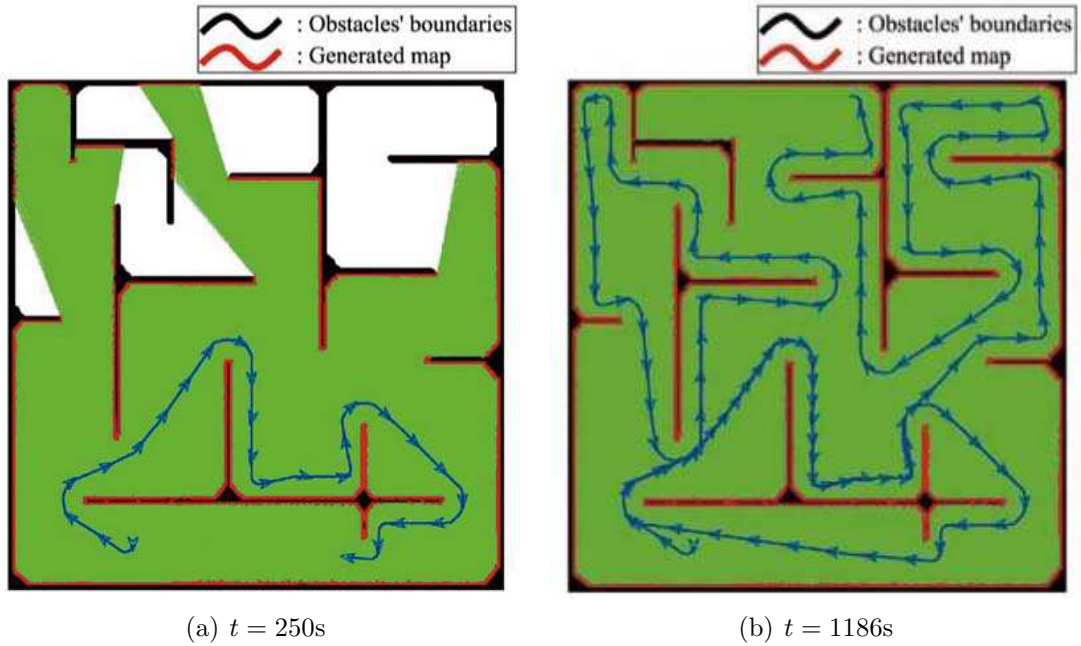 : Obstacles' boundaries
: Generated map
: Obstacles' boundaries
: Generated map
(a) t = 250s
(b) t = 1186s